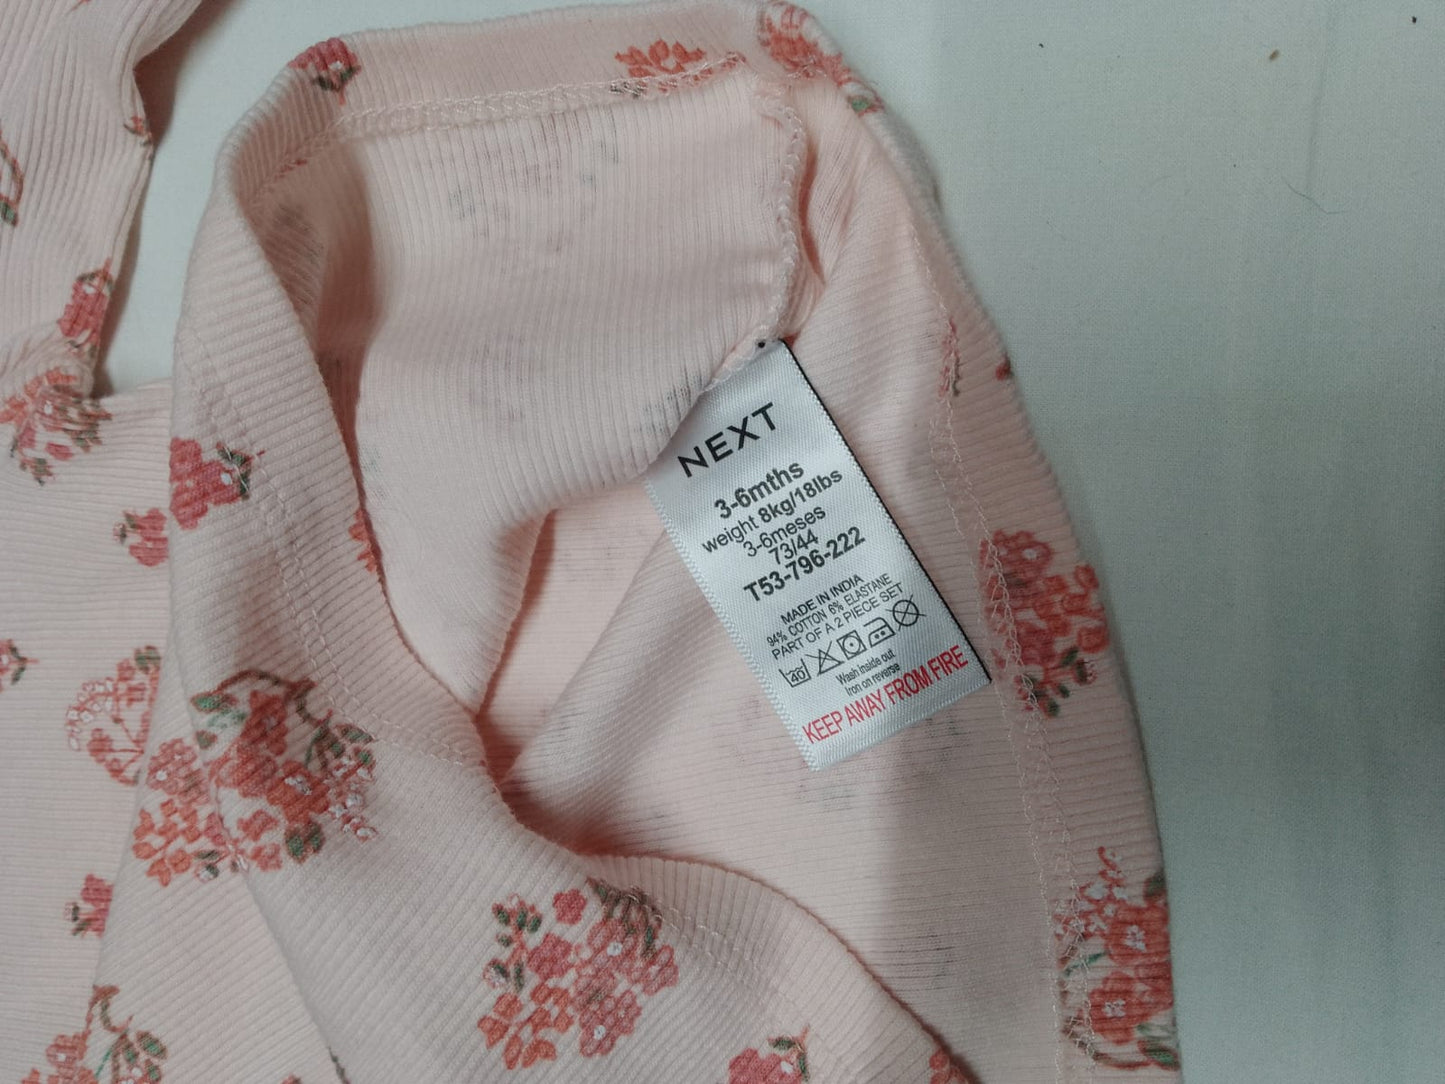 NEXT
3-6mths
weight 8kg/18lbs
3-6meses
73/44
T53-796-222
MADE IN INDIA
94% COTTON 6% ELASTANE
PART OF A 2 PIECE SET
40
Wash inside out
Iron on reverse
KEEP AWAY FROM FIRE